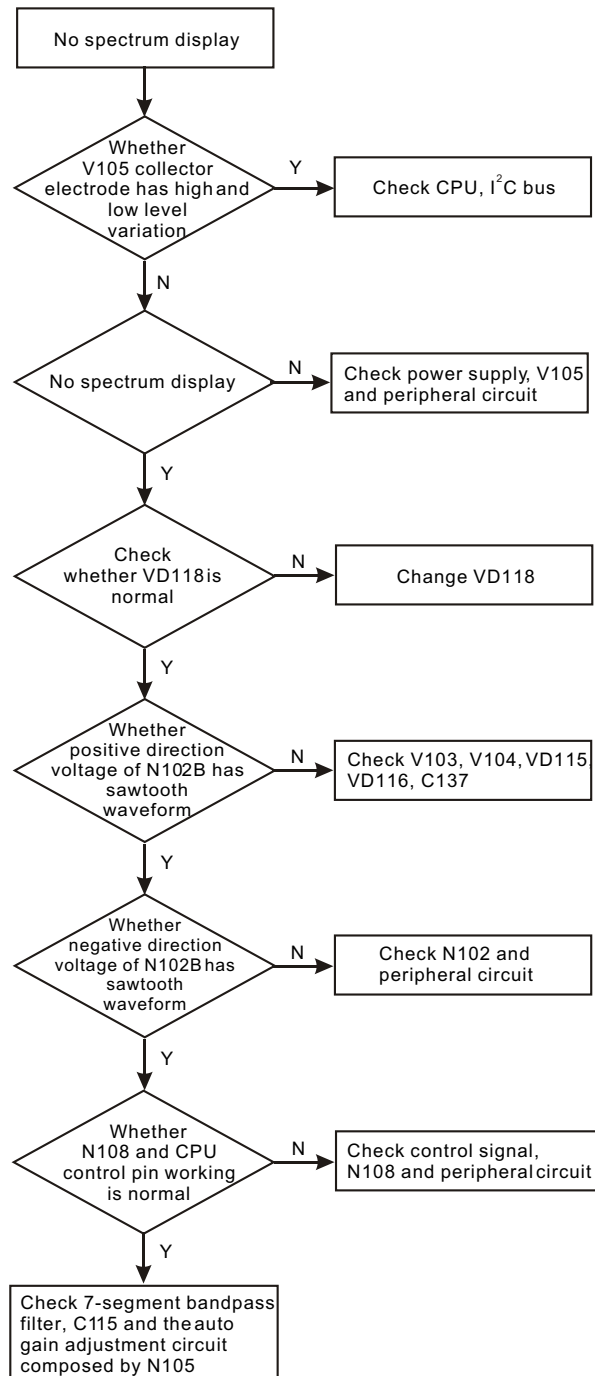 No spectrum display
Whether
V105 collector
electrode has high and
low level
variation
Y
Check CPU, I²C bus
N
No spectrum display
N
Check power supply, V105
and peripheral circuit
Y
Check
whether VD118 is
normal
N
Change VD118
Y
Whether
positive direction
voltage of N102B has
sawtooth
waveform
N
Check V103, V104, VD115,
VD116, C137
Y
Whether
negative direction
voltage of N102B has
sawtooth
waveform
N
Check N102 and
peripheral circuit
Y
Whether
N108 and CPU
control pin working
is normal
N
Check control signal,
N108 and peripheral circuit
Y
Check 7-segment bandpass
filter, C115 and the auto
gain adjustment circuit
composed by N105